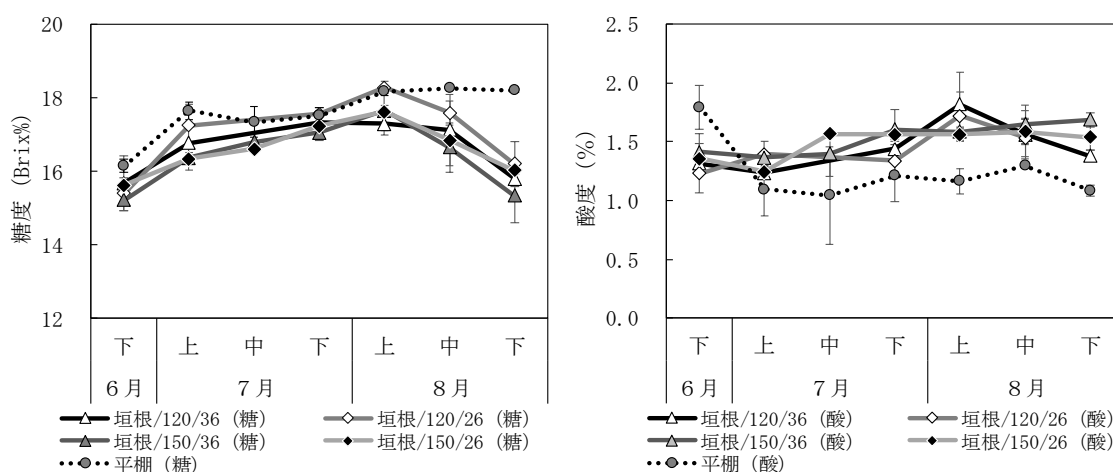 20
18
16
14
12
糖度 (Brix%)
下 上 中 下 上 中 下
6月 7月 8月
垣根/120/36 (糖) 垣根/120/26 (糖)
垣根/150/36 (糖) 垣根/150/26 (糖)
平棚 (糖)
2.5
2.0
1.5
1.0
0.5
0.0
酸度 (%)
下 上 中 下 上 中 下
6月 7月 8月
垣根/120/36 (酸) 垣根/120/26 (酸)
垣根/150/36 (酸) 垣根/150/26 (酸)
平棚 (酸)